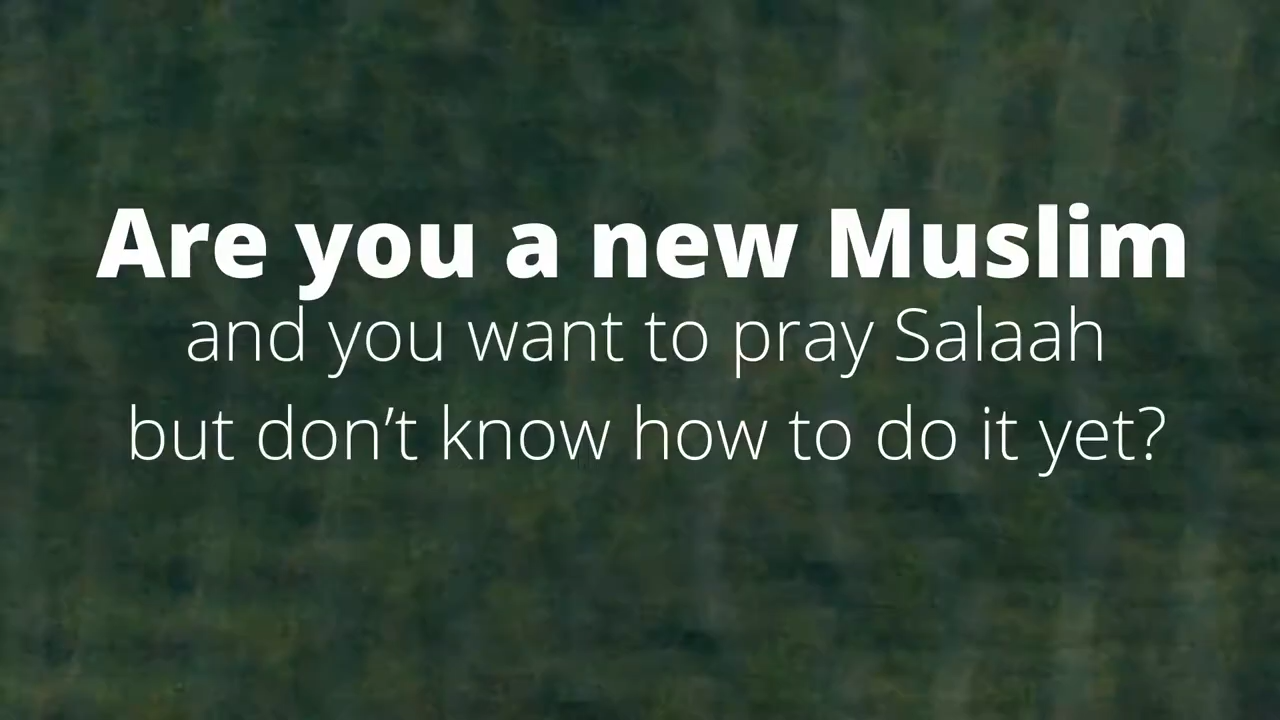 Are you a new Muslim
and you want to pray Salaah
but don’t know how to do it yet?